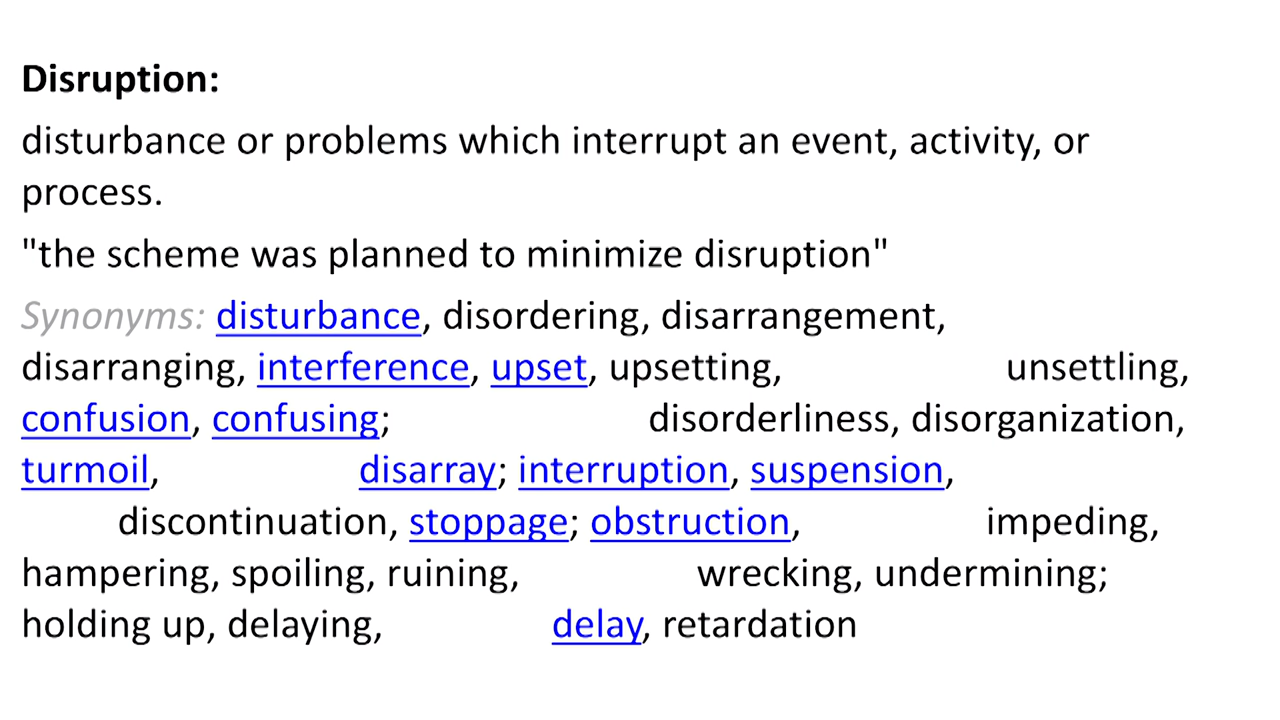 Disruption:
disturbance or problems which interrupt an event, activity, or
process.
"the scheme was planned to minimize disruption"
Synonyms: disturbance, disordering, disarrangement,
disarranging, interference, upset, upsetting, unsettling,
confusion, confusing; disorderliness, disorganization,
turmoil, disarray; interruption, suspension,
discontinuation, stoppage; obstruction, impeding,
hampering, spoiling, ruining, wrecking, undermining;
holding up, delaying, delay, retardation